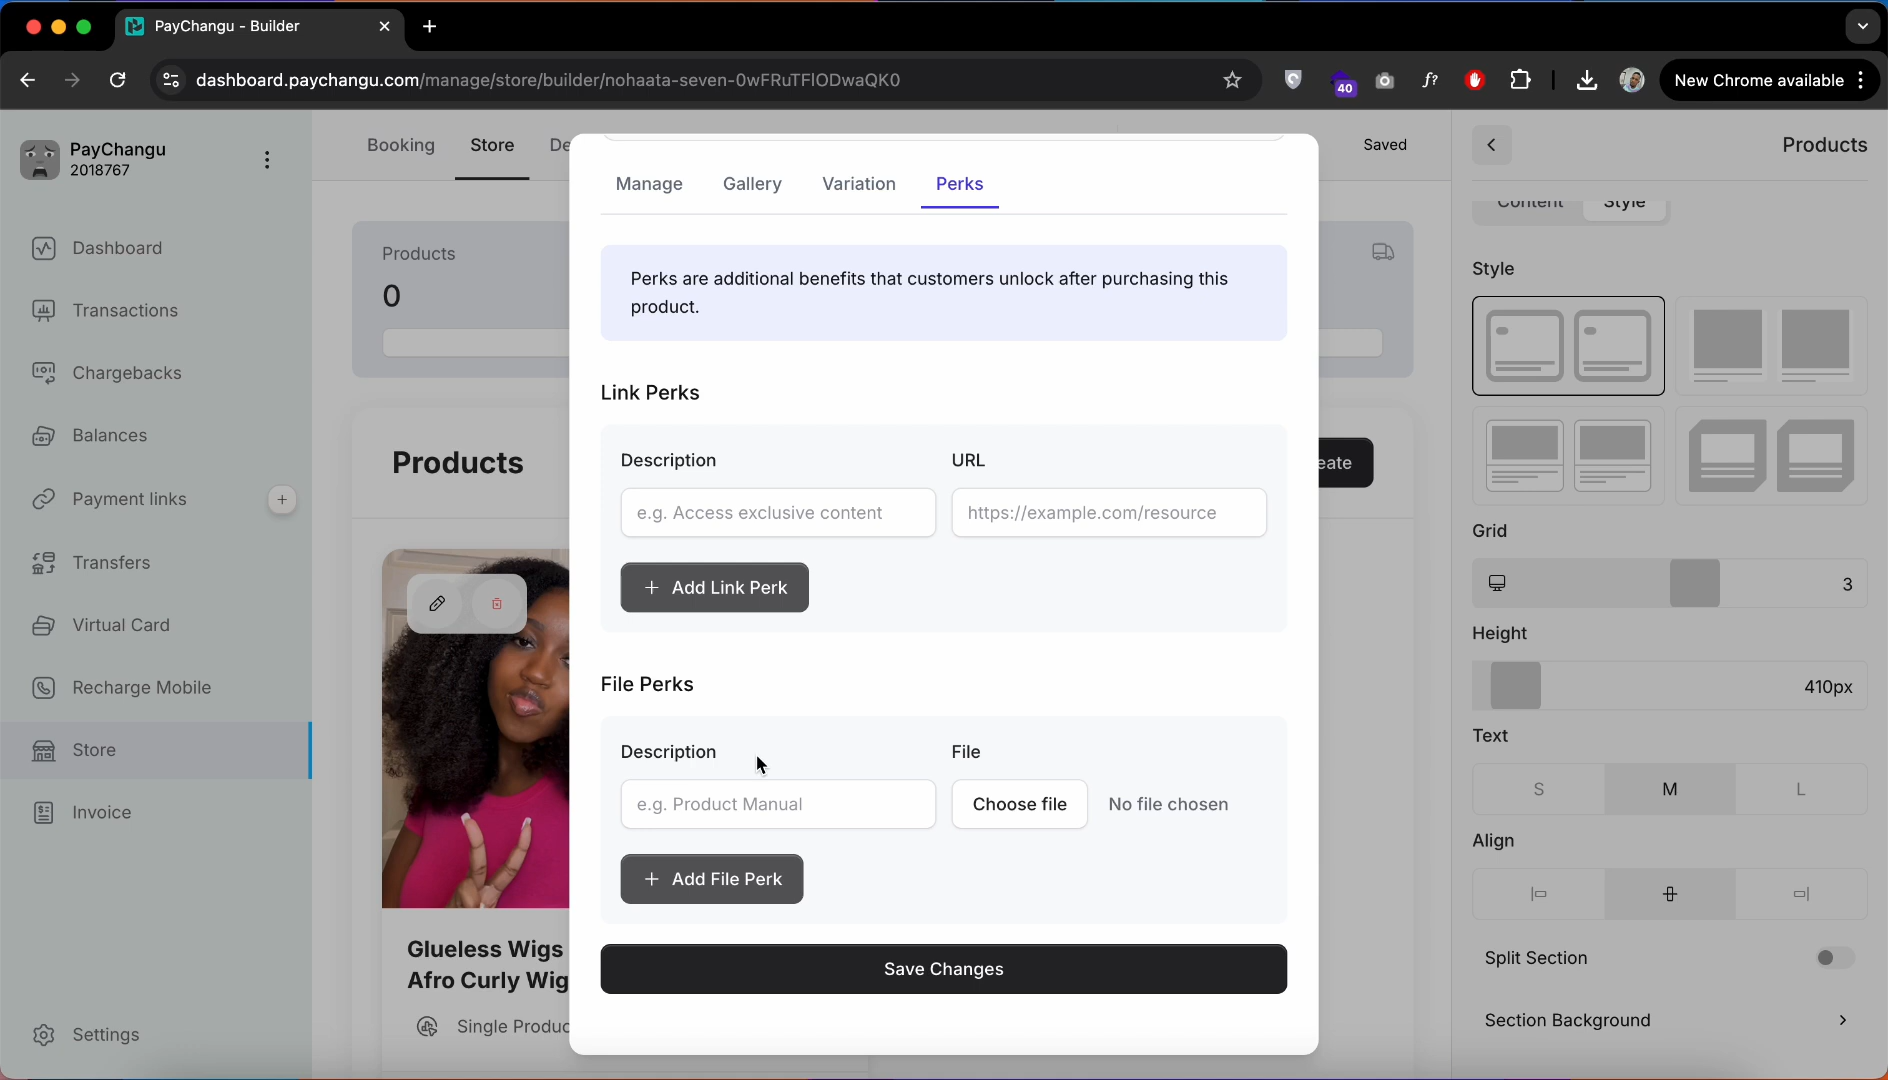 PayChangu - Builder
dashboard.paychangu.com/manage/store/builder/nohaata-seven-0wFRuTFIODwaQK0
40
f?
New Chrome available
PayChangu
2018767
Dashboard
Transactions
Chargebacks
Balances
Payment links
Transfers
Virtual Card
Recharge Mobile
Store
Invoice
Settings
Booking
Store
De
Saved
Products
0
Products
eate
Glueless Wigs
Afro Curly Wig
Single Produc
Manage
Gallery
Variation
Perks
Perks are additional benefits that customers unlock after purchasing this
product.
Link Perks
Description
URL
e.g. Access exclusive content
https://example.com/resource
+ Add Link Perk
File Perks
Description
File
e.g. Product Manual
Choose file
No file chosen
+ Add File Perk
Save Changes
Products
Content
Style
Style
Grid
3
Height
410px
Text
S
M
L
Align
Split Section
Section Background